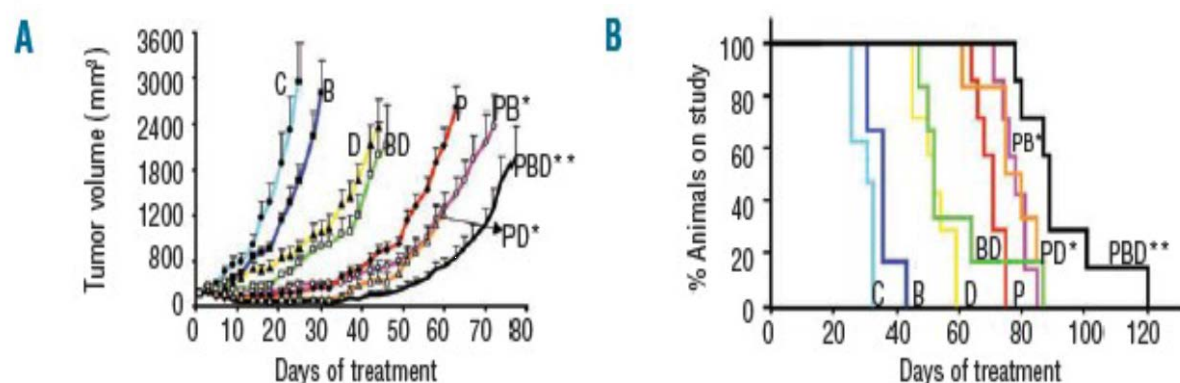 A
Tumor volume (mm³)
3600
3000
2400
1800
1200
800
0
C
B
D
BD
P
PB*
PBD**
PD*
0 10 20 30 40 50 60 70 80
Days of treatment
B
% Animals on study
100
80
60
40
20
0
C
B
BD
D
P
PB*
PD*
PBD**
0 20 40 60 80 100 120
Days of treatment